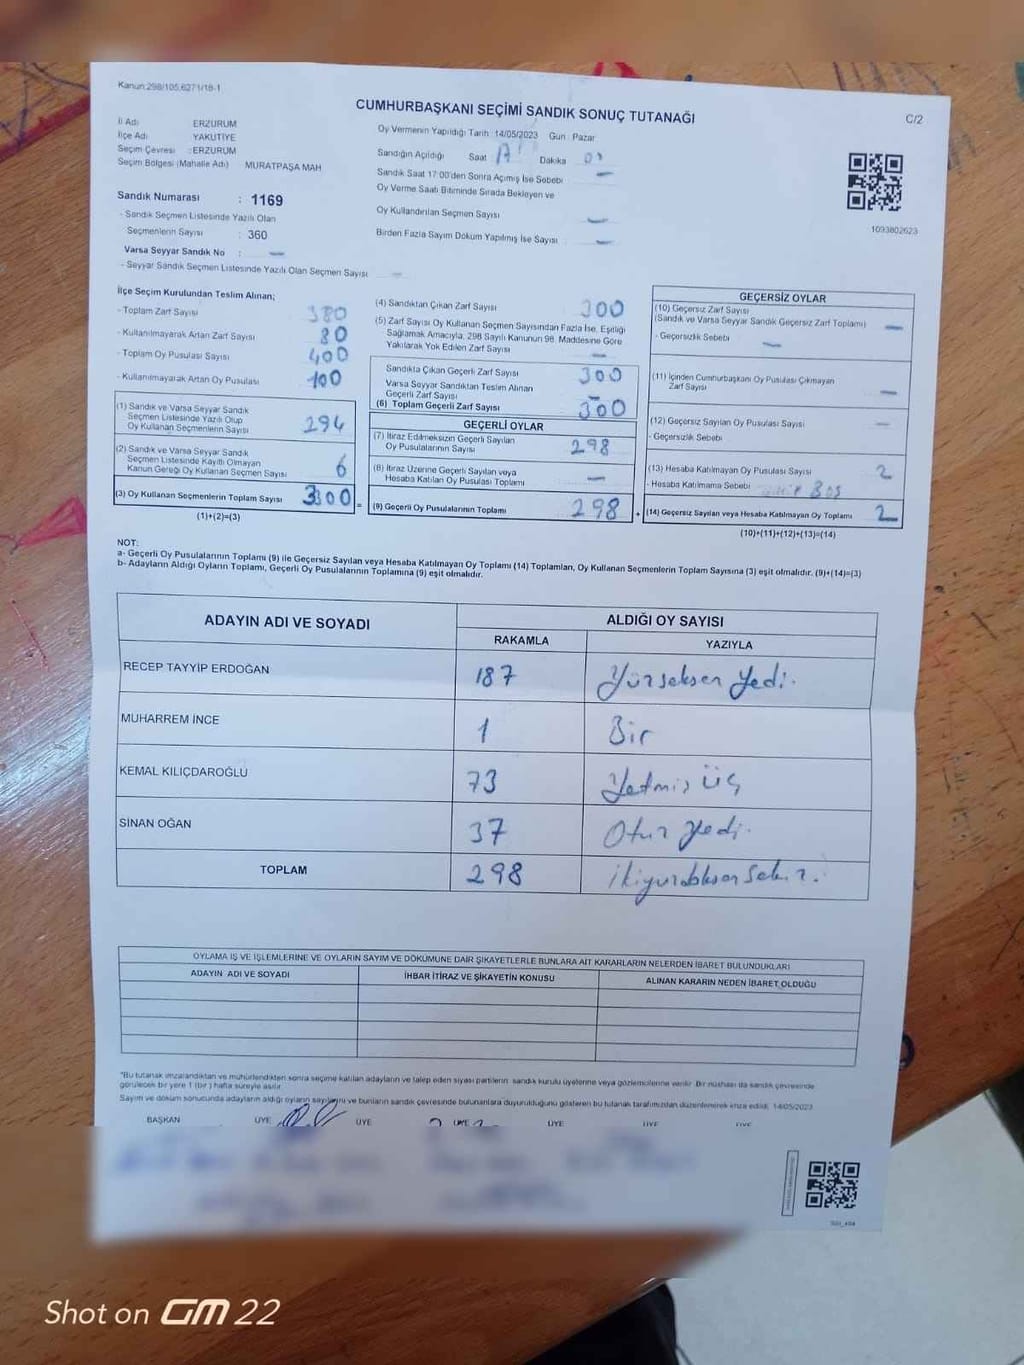 Kanun:298/105,6271/18-1
CUMHURBAŞKANI SEÇİMİ SANDIK SONUÇ TUTANAĞI
C/2
İl Adı ERZURUM
İlçe Adı YAKUTİYE
Seçim Çevresi : ERZURUM
Seçim Bölgesi (Mahalle Adı) MURATPAŞA MAH
Sandık Numarası : 1169
- Sandık Seçmen Listesinde Yazılı Olan
Seçmenlerin Sayısı : 360
Varsa Seyyar Sandık No : —
- Seyyar Sandık Seçmen Listesinde Yazılı Olan Seçmen Sayısı —
Oy Vermenin Yapıldığı Tarih :14/05/2023 Gün : Pazar
Sandığın Açıldığı Saat 17 Dakika
Sandık Saat 17:00'den Sonra Açımış İse Sebebi —
Oy Verme Saati Bitiminde Sırada Bekleyen ve
Oy Kullandırılan Seçmen Sayısı —
Birden Fazla Sayım Döküm Yapılmış İse Sayısı : —
1093802623
İlçe Seçim Kurulundan Teslim Alınan;
- Toplam Zarf Sayısı 380
- Kullanılmayarak Artan Zarf Sayısı 80
- Toplam Oy Pusulası Sayısı 400
- Kullanılmayarak Artan Oy Pusulası 100
(1) Sandık ve Varsa Seyyar Sandık
Seçmen Listesinde Yazılı Olup
Oy Kullanan Seçmenlerin Sayısı 294
(2) Sandık ve Varsa Seyyar Sandık
Seçmen Listesinde Kayıtlı Olmayan
Kanun Gereği Oy Kullanan Seçmen Sayısı 6
(3) Oy Kullanan Seçmenlerin Toplam Sayısı 300 =
(1)+(2)=(3)
(4) Sandıktan Çıkan Zarf Sayısı 300
(5) Zarf Sayısı Oy Kullanan Seçmen Sayısından Fazla İse, Eşitliği
Sağlamak Amacıyla, 298 Sayılı Kanunun 98. Maddesine Göre
Yakılarak Yok Edilen Zarf Sayısı —
Sandıkta Çıkan Geçerli Zarf Sayısı 300
Varsa Seyyar Sandıktan Teslim Alınan
Geçerli Zarf Sayısı —
(6) Toplam Geçerli Zarf Sayısı 300
GEÇERLİ OYLAR
(7) İtiraz Edilmeksizin Geçerli Sayılan
Oy Pusulalarının Sayısı 298
(8) İtiraz Üzerine Geçerli Sayılan veya
Hesaba Katılan Oy Pusulası Toplamı —
(9) Geçerli Oy Pusulalarının Toplamı 298 +
GEÇERSİZ OYLAR
(10) Geçersiz Zarf Sayısı
(Sandık ve Varsa Seyyar Sandık Geçersiz Zarf Toplamı) —
- Geçersizlik Sebebi —
(11) İçinden Cumhurbaşkanı Oy Pusulası Çıkmayan
Zarf Sayısı —
(12) Geçersiz Sayılan Oy Pusulası Sayısı —
- Geçersizlik Sebebi
(13) Hesaba Katılmayan Oy Pusulası Sayısı 2
- Hesaba Katılmama Sebebi Boş
(14) Geçersiz Sayılan veya Hesaba Katılmayan Oy Toplamı 2
(10)+(11)+(12)+(13)=(14)
NOT:
a- Geçerli Oy Pusulalarının Toplamı (9) ile Geçersiz Sayılan veya Hesaba Katılmayan Oy Toplamı (14) Toplamları, Oy Kullanan Seçmenlerin Toplam Sayısına (3) eşit olmalıdır. (9)+(14)=(3)
b- Adayların Aldığı Oyların Toplamı, Geçerli Oy Pusulalarının Toplamına (9) eşit olmalıdır.
ADAYIN ADI VE SOYADI ALDIĞI OY SAYISI
RAKAMLA YAZIYLA
RECEP TAYYİP ERDOĞAN 187 Yürseksen yedi.
MUHARREM İNCE 1 Bir
KEMAL KILIÇDAROĞLU 73 Yetmiş üç
SİNAN OĞAN 37 Otuz yedi.
TOPLAM 298
OYLAMA İŞ VE İŞLEMLERİNE VE OYLARIN SAYIM VE DÖKÜMÜNE DAİR ŞİKAYETLERLE BUNLARA AİT KARARLARIN NELERDEN İBARET BULUNDUKLARI
ADAYIN ADI VE SOYADI İHBAR İTİRAZ VE ŞİKAYETİN KONUSU ALINAN KARARIN NEDEN İBARET OLDUĞU
*Bu tutanak imzalandıktan ve mühürlendikten sonra seçime katılan adayların ve talep eden siyasi partilerin sandık kurulu üyelerine veya gözlemcilerine verilir. Bir nüshası da sandık çevresinde
görülecek bir yere 1 (bir ) hafta süreyle asılır.
Sayım ve döküm sonucunda adayların aldığı oyların sayılarını ve bunların sandık çevresinde bulunanlara duyurulduğunu gösteren bu tutanak tarafımızdan düzenlenerek imza edildi. 14/05/2023
BAŞKAN ÜYE ÜYE ÜYE ÜYE ÜYE ÜYE
Shot on GM 22